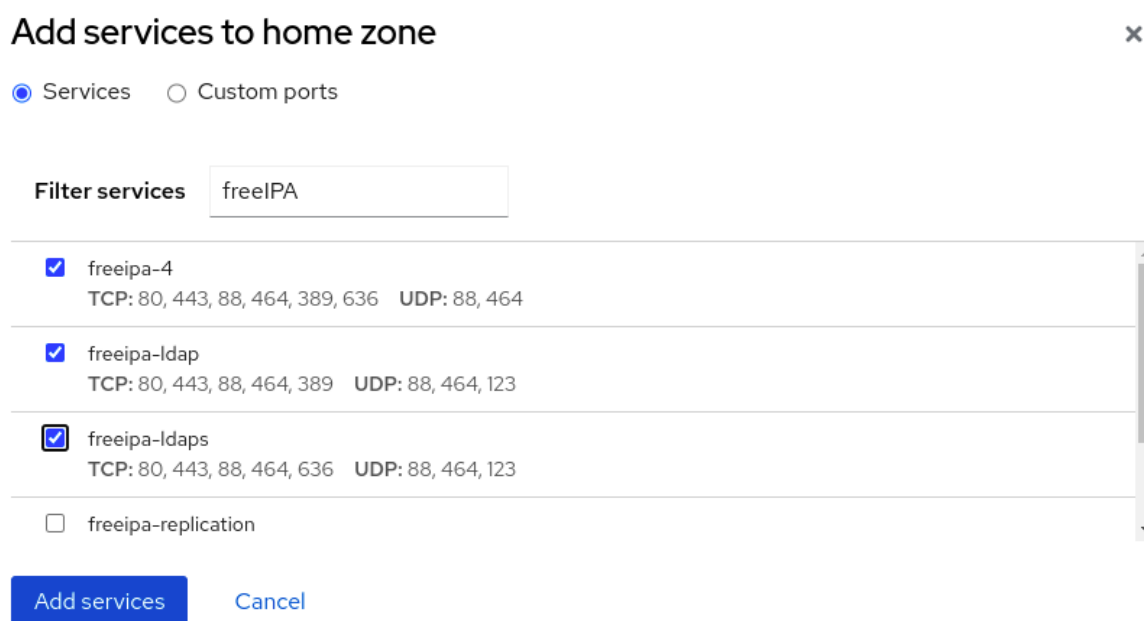 Add services to home zone
Services Custom ports
Filter services freeIPA
freeipa-4
TCP: 80, 443, 88, 464, 389, 636 UDP: 88, 464
freeipa-ldap
TCP: 80, 443, 88, 464, 389 UDP: 88, 464, 123
freeipa-ldaps
TCP: 80, 443, 88, 464, 636 UDP: 88, 464, 123
freeipa-replication
Add services Cancel